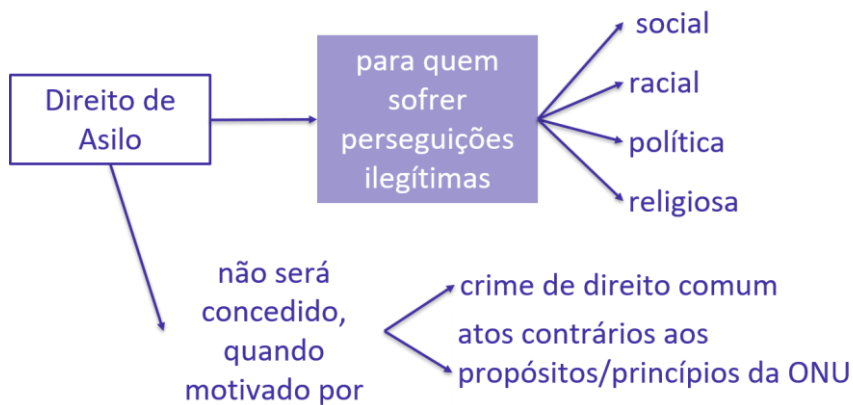 Direito de
Asilo
para quem
sofrer
perseguições
ilegítimas
social
racial
política
religiosa
não será
concedido,
quando
motivado por
crime de direito comum
atos contrários aos
propósitos/princípios da ONU